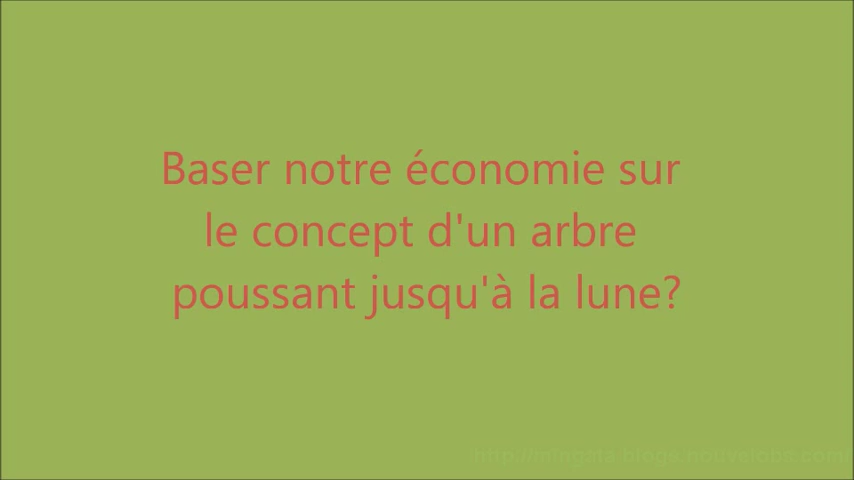 Baser notre économie sur
le concept d'un arbre
poussant jusqu'à la lune?